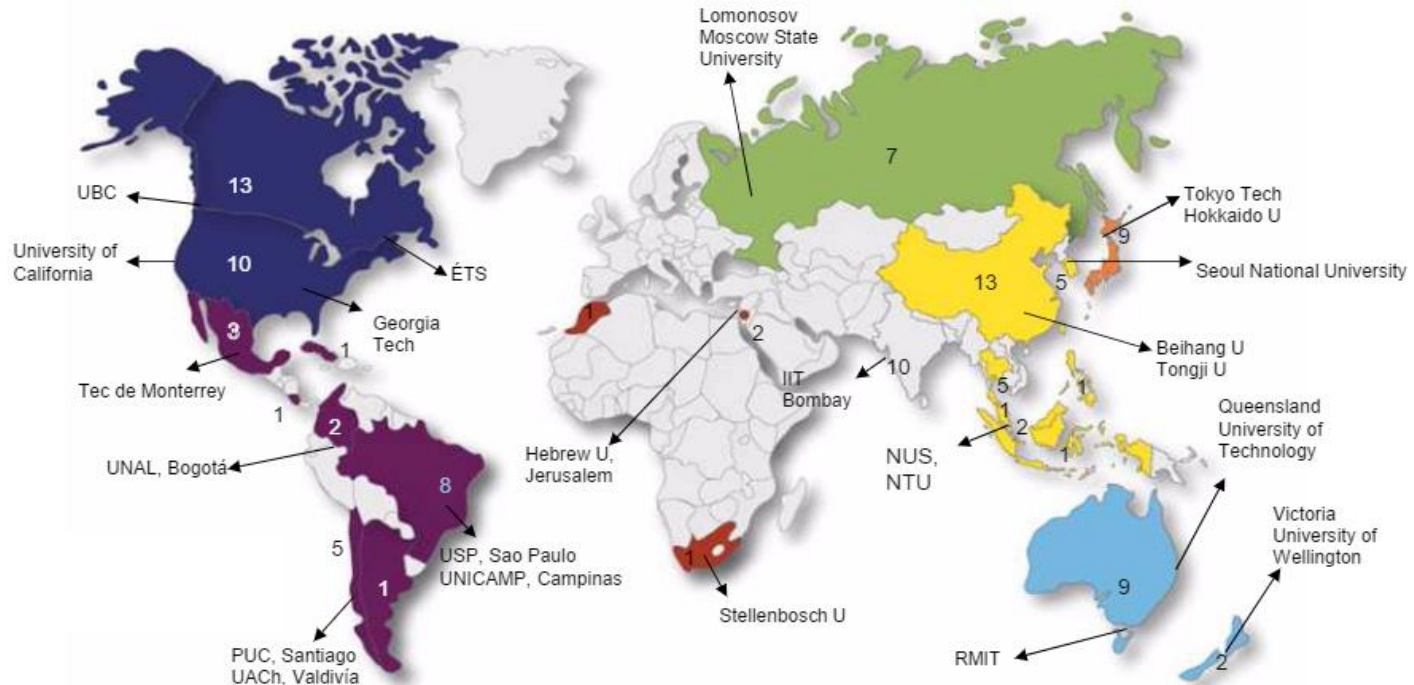 Lomonosov
Moscow State
University
13
7
UBC
Tokyo Tech
Hokkaido U
9
University of
California
10
ÉTS
13
5
Seoul National University
1
2
Georgia
Tech
3
1
Beihang U
Tongji U
Tec de Monterrey
10
IIT
Bombay
5
1
1
2
1
1
Queensland
University of
Technology
2
UNAL, Bogotá
Hebrew U,
Jerusalem
NUS,
NTU
8
Victoria
University of
Wellington
5
USP, Sao Paulo
UNICAMP, Campinas
1
1
Stellenbosch U
9
PUC, Santiago
UACh, Valdivía
RMIT
2